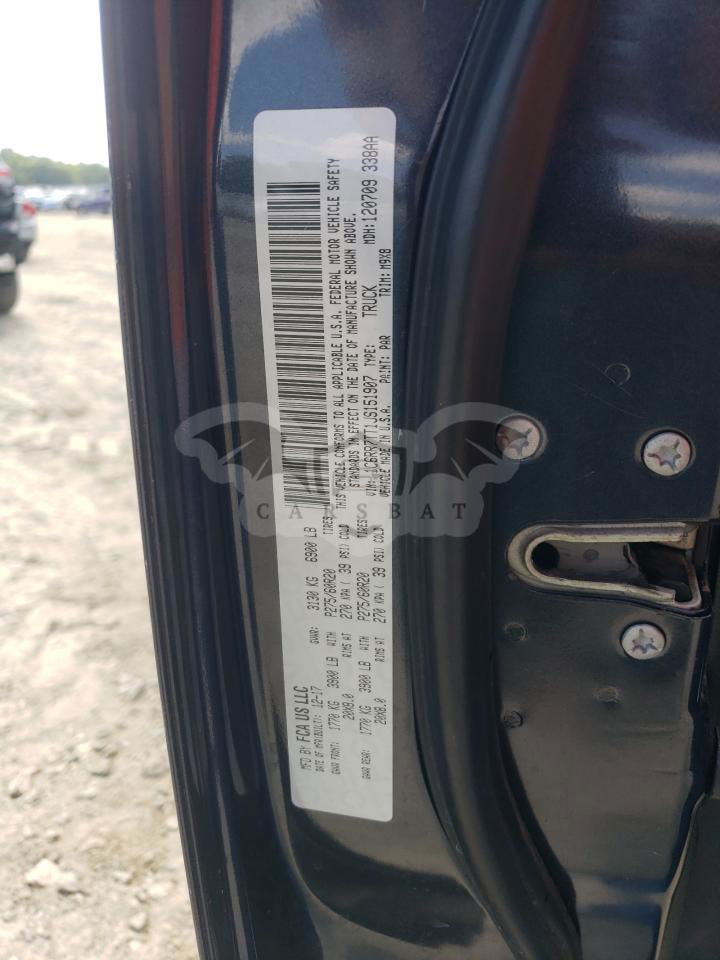 MFD BY FCA US LLC
DATE OF MFR(BUILT): 12-17 GVWR: 3130 KG 6900 LB
GAWR FRONT: 1770 KG 3900 LB WITH P275/60R20 TIRES
20X8.0 RIMS AT 270 KPA ( 39 PSI) COLD
GAWR REAR: 1770 KG 3900 LB WITH P275/60R20 TIRES
20X8.0 RIMS AT 270 KPA ( 39 PSI) COLD
THIS VEHICLE CONFORMS TO ALL APPLICABLE U.S.A. FEDERAL MOTOR VEHICLE SAFETY
STANDARDS IN EFFECT ON THE DATE OF MANUFACTURE SHOWN ABOVE.
VIN: 1C6RR7TT1JS151907 TYPE: TRUCK MDH: 120709 338AA
VEHICLE MADE IN U.S.A. PAINT: PAR TRIM: M9X8
CARSBAT